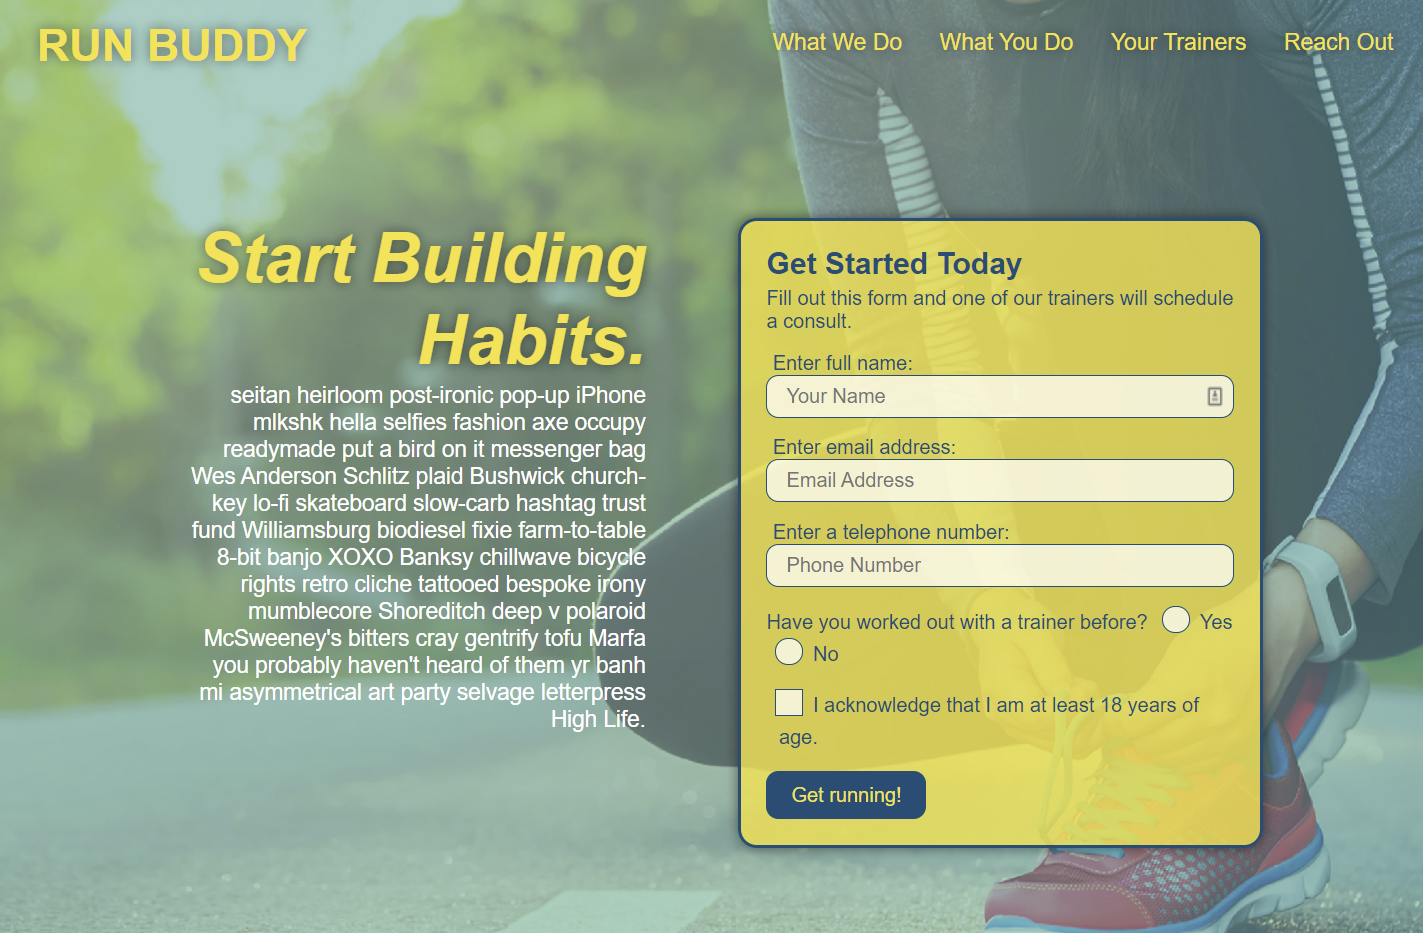 RUN BUDDY
What We Do What You Do Your Trainers Reach Out
Start Building
Habits.
seitan heirloom post-ironic pop-up iPhone
mlkshk hella selfies fashion axe occupy
readymade put a bird on it messenger bag
Wes Anderson Schlitz plaid Bushwick church-
key lo-fi skateboard slow-carb hashtag trust
fund Williamsburg biodiesel fixie farm-to-table
8-bit banjo XOXO Banksy chillwave bicycle
rights retro cliche tattooed bespoke irony
mumblecore Shoreditch deep v polaroid
McSweeney's bitters cray gentrify tofu Marfa
you probably haven't heard of them yr banh
mi asymmetrical art party selvage letterpress
High Life.
Get Started Today
Fill out this form and one of our trainers will schedule
a consult.
Enter full name:
Your Name
Enter email address:
Email Address
Enter a telephone number:
Phone Number
Have you worked out with a trainer before? Yes
No
I acknowledge that I am at least 18 years of
age.
Get running!